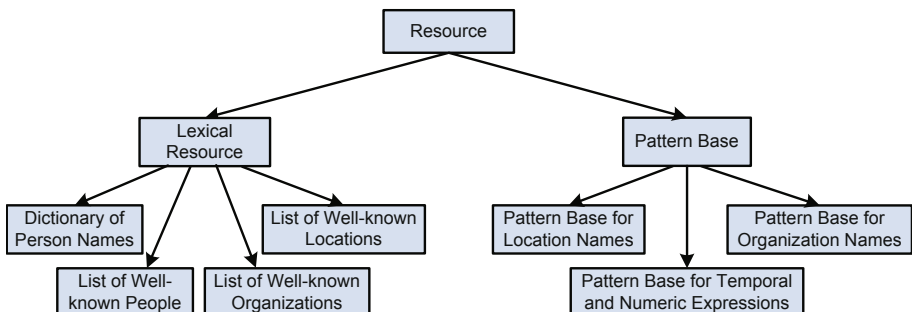 Resource
Lexical
Resource
Pattern Base
Dictionary of
Person Names
List of Well-known
Locations
Pattern Base for
Location Names
Pattern Base for
Organization Names
List of Well-
known People
List of Well-known
Organizations
Pattern Base for Temporal
and Numeric Expressions